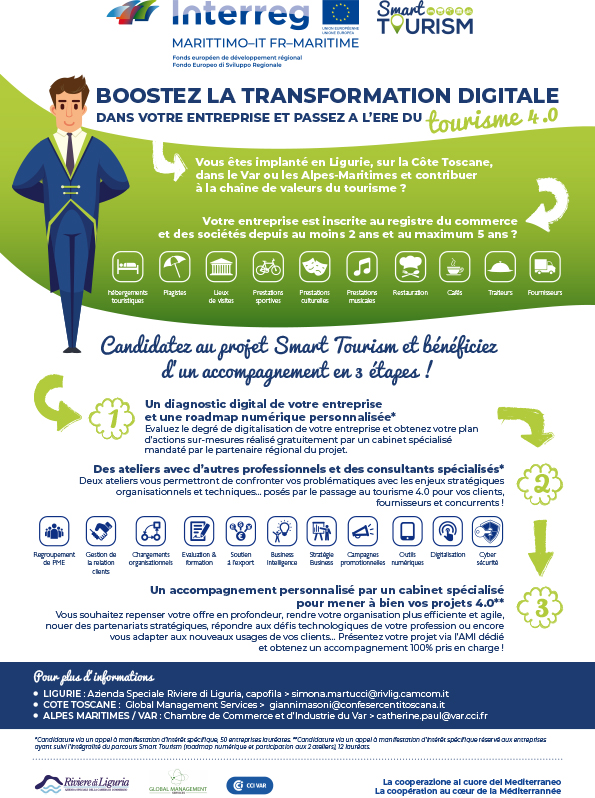 Interreg
UNION EUROPÉENNE
UNIONE EUROPEA
MARITTIMO–IT FR–MARITIME
Fonds européen de développement régional
Fondo Europeo di Sviluppo Regionale
Smart
TOURISM
BOOSTEZ LA TRANSFORMATION DIGITALE
DANS VOTRE ENTREPRISE ET PASSEZ A L'ERE DU tourisme 4.0
Vous êtes implanté en Ligurie, sur la Côte Toscane,
dans le Var ou les Alpes-Maritimes et contribuer
à la chaîne de valeurs du tourisme ?
Votre entreprise est inscrite au registre du commerce
et des sociétés depuis au moins 2 ans et au maximum 5 ans ?
hébergements
touristiques
Plagistes
Lieux
de visites
Prestations
sportives
Prestations
culturelles
Prestations
musicales
Restauration
Cafés
Traiteurs
Fournisseurs
Candidatez au projet Smart Tourism et bénéficiez
d'un accompagnement en 3 étapes !
1
Un diagnostic digital de votre entreprise
et une roadmap numérique personnalisée*
Evaluez le degré de digitalisation de votre entreprise et obtenez votre plan
d'actions sur-mesures réalisé gratuitement par un cabinet spécialisé
mandaté par le partenaire régional du projet.
Des ateliers avec d'autres professionnels et des consultants spécialisés*
Deux ateliers vous permettront de confronter vos problématiques avec les enjeux stratégiques
organisationnels et techniques... posés par le passage au tourisme 4.0 pour vos clients,
fournisseurs et concurrents !
2
Regroupement
de PME
Gestion de
la relation
clients
Changements
organisationnels
Evaluation &
formation
Soutien
à l'export
Business
Intelligence
Stratégie
Business
Campagnes
promotionnelles
Outils
numériques
Digitalisation
Cyber
sécurité
Un accompagnement personnalisé par un cabinet spécialisé
pour mener à bien vos projets 4.0**
Vous souhaitez repenser votre offre en profondeur, rendre votre organisation plus efficiente et agile,
nouer des partenariats stratégiques, répondre aux défis technologiques de votre profession ou encore
vous adapter aux nouveaux usages de vos clients... Présentez votre projet via l'AMI dédié
et obtenez un accompagnement 100% pris en charge !
3
Pour plus d'informations
LIGURIE : Azienda Speciale Riviere di Liguria, capofila > simona.martucci@rivlig.camcom.it
COTE TOSCANE : Global Management Services > giannimasoni@confesercentitoscana.it
ALPES MARITIMES / VAR : Chambre de Commerce et d'Industrie du Var > catherine.paul@var.cci.fr
*Candidature via un appel à manifestation d'intérêt spécifique, 50 entreprises lauréates. **Candidature via un appel à manifestation d'intérêt spécifique réservé aux entreprises
ayant suivi l'intégralité du parcours Smart Tourism (roadmap numérique et participation aux 2 ateliers), 12 lauréats.
Riviere di Liguria
GLOBAL MANAGEMENT
SERVICES
CCI VAR
La cooperazione al cuore del Mediterraneo
La coopération au cœur de la Méditerrannée